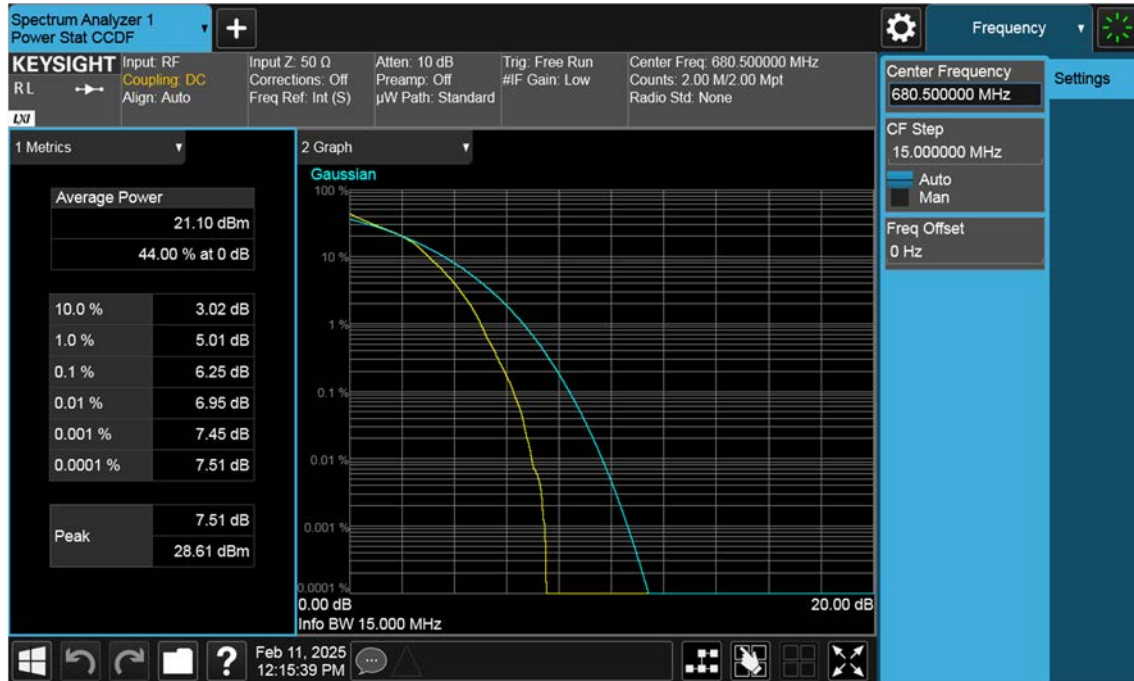 Spectrum Analyzer 1
Power Stat CCDF
Frequency
KEYSIGHT
R L
LXI
Input: RF
Coupling: DC
Align: Auto
Input Z: 50 Ω
Corrections: Off
Freq Ref: Int (S)
Atten: 10 dB
Preamp: Off
µW Path: Standard
Trig: Free Run
#IF Gain: Low
Center Freq: 680.500000 MHz
Counts: 2.00 M/2.00 Mpt
Radio Std: None
Center Frequency
680.500000 MHz
Settings
CF Step
15.000000 MHz
Auto
Man
Freq Offset
0 Hz
1 Metrics
Average Power
21.10 dBm
44.00 % at 0 dB
10.0 % 3.02 dB
1.0 % 5.01 dB
0.1 % 6.25 dB
0.01 % 6.95 dB
0.001 % 7.45 dB
0.0001 % 7.51 dB
Peak
7.51 dB
28.61 dBm
2 Graph
Gaussian
100 %
10 %
1 %
0.1 %
0.01 %
0.001 %
0.0001 %
0.00 dB 20.00 dB
Info BW 15.000 MHz
?
Feb 11, 2025
12:15:39 PM